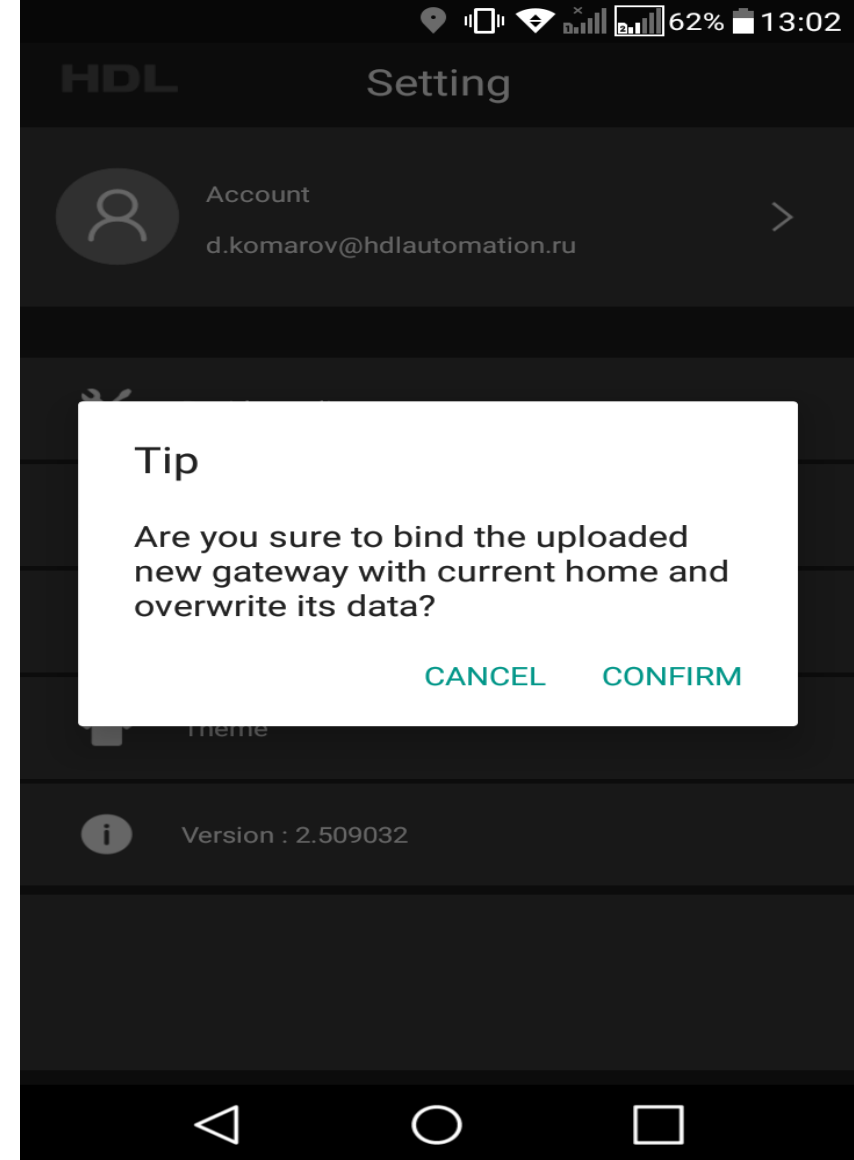 62% 13:02
HDL Setting
Account
d.komarov@hdlautomation.ru
Tip
Are you sure to bind the uploaded
new gateway with current home and
overwrite its data?
CANCEL CONFIRM
Theme
Version : 2.509032